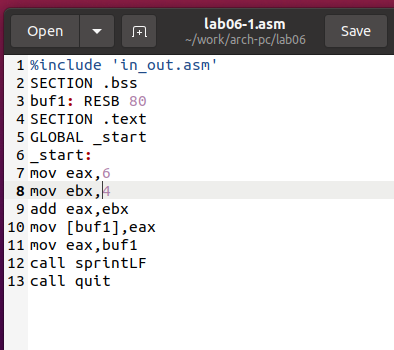 Open
lab06-1.asm
~/work/arch-pc/lab06
Save
1 %include 'in_out.asm'
2 SECTION .bss
3 buf1: RESB 80
4 SECTION .text
5 GLOBAL _start
6 _start:
7 mov eax,6
8 mov ebx,4
9 add eax,ebx
10 mov [buf1],eax
11 mov eax,buf1
12 call sprintLF
13 call quit